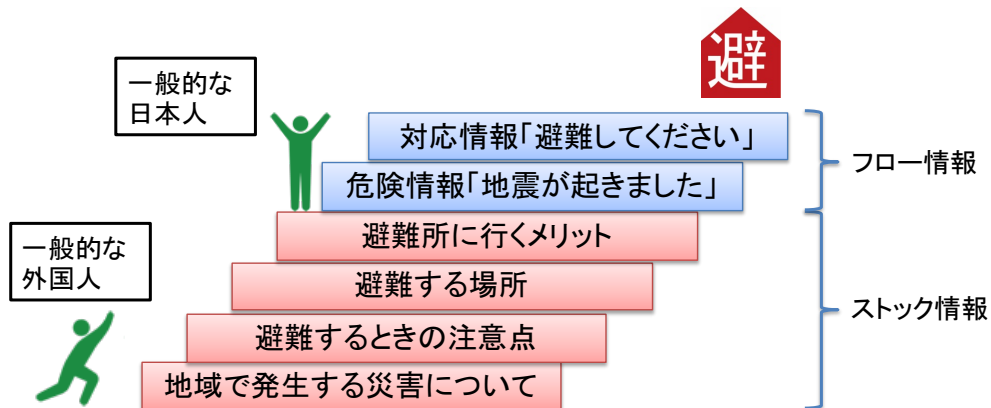 避
一般的な
日本人
対応情報「避難してください」
危険情報「地震が起きました」
フロー情報
避難所に行くメリット
一般的な
外国人
避難する場所
ストック情報
避難するときの注意点
地域で発生する災害について